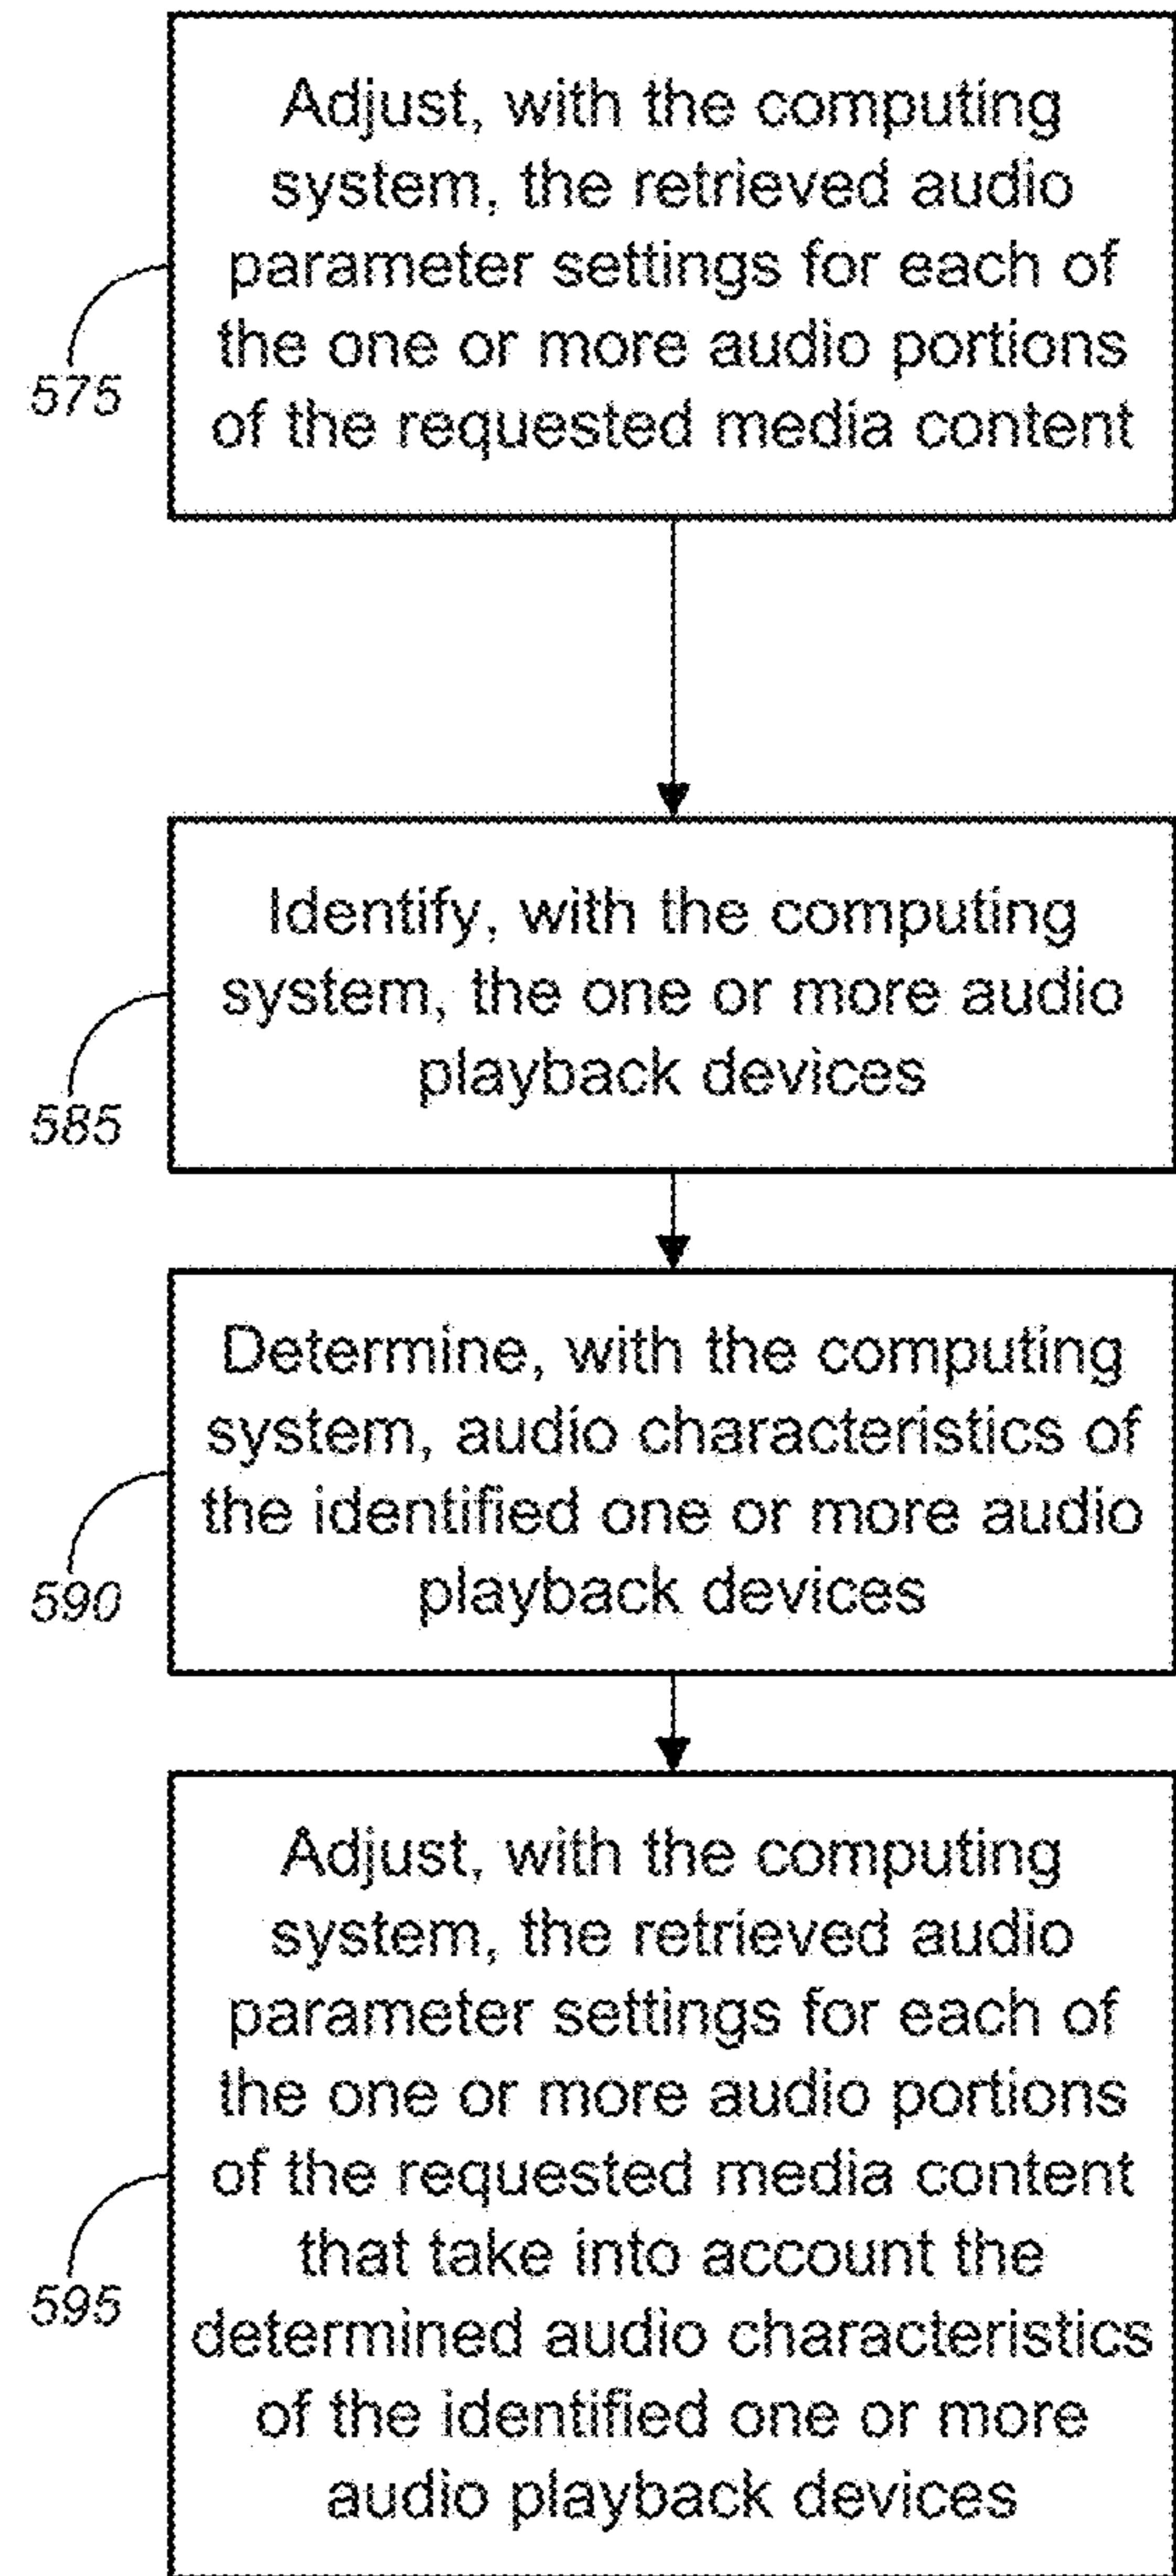 Adjust, with the computing
system, the retrieved audio
parameter settings for each of
the one or more audio portions
of the requested media content
575
Identify, with the computing
system, the one or more audio
playback devices
585
Determine, with the computing
system, audio characteristics of
the identified one or more audio
playback devices
590
Adjust, with the computing
system, the retrieved audio
parameter settings for each of
the one or more audio portions
of the requested media content
that take into account the
determined audio characteristics
of the identified one or more
audio playback devices
595